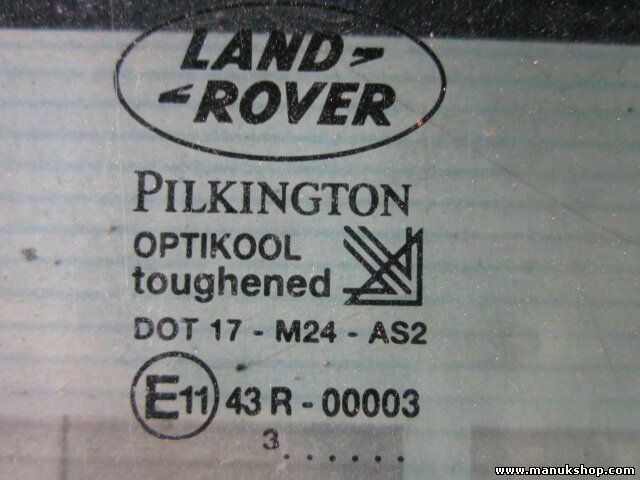 LAND
ROVER
PILKINGTON
OPTIKOOL
toughened
DOT 17 - M24 - AS2
E11 43 R - 00003
3......
www.manukshop.com